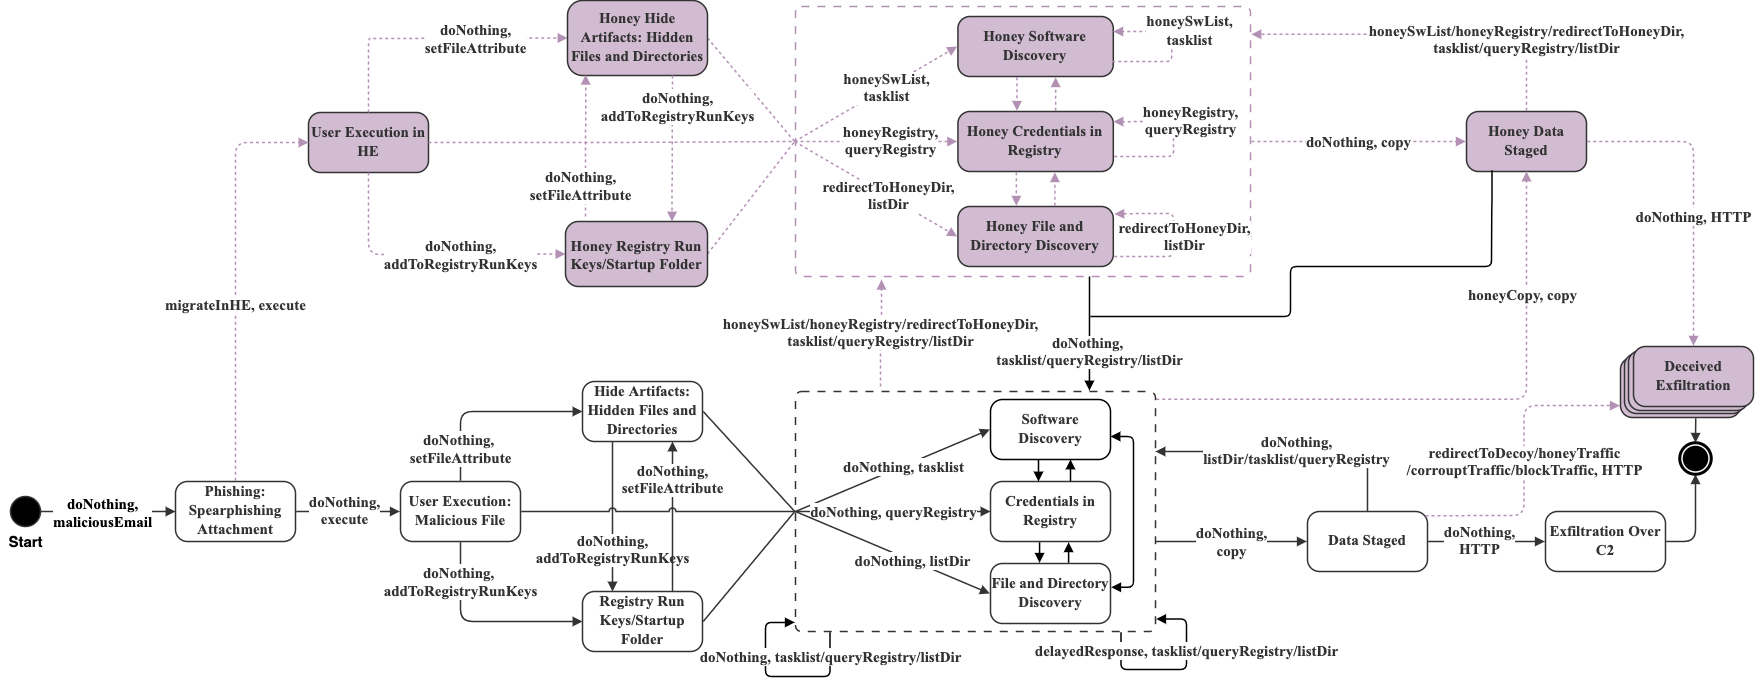 Honey Hide
Artifacts: Hidden
Files and Directories
doNothing,
setFileAttribute
honeySwList,
tasklist
Honey Software
Discovery
honeySwList,
tasklist
honeySwList/honeyRegistry/redirectToHoneyDir,
tasklist/queryRegistry/listDir
doNothing,
addToRegistryRunKeys
User Execution in
HE
honeyRegistry,
queryRegistry
Honey Credentials in
Registry
honeyRegistry,
queryRegistry
doNothing, copy
Honey Data
Staged
doNothing,
setFileAttribute
redirectToHoneyDir,
listDir
Honey File and
Directory Discovery
redirectToHoneyDir,
listDir
doNothing, HTTP
doNothing,
addToRegistryRunKeys
Honey Registry Run
Keys/Startup Folder
migrateInHE, execute
honeyCopy, copy
honeySwList/honeyRegistry/redirectToHoneyDir,
tasklist/queryRegistry/listDir
doNothing,
tasklist/queryRegistry/listDir
Deceived
Exfiltration
Hide Artifacts:
Hidden Files and
Directories
doNothing,
setFileAttribute
doNothing,
setFileAttribute
doNothing, tasklist
Software
Discovery
doNothing,
listDir/tasklist/queryRegistry
redirectToDecoy/honeyTraffic
/corrouptTraffic/blockTraffic, HTTP
Start
doNothing,
maliciousEmail
Phishing:
Spearphishing
Attachment
doNothing,
execute
User Execution:
Malicious File
doNothing, queryRegistry
Credentials in
Registry
doNothing,
copy
Data Staged
doNothing,
HTTP
Exfiltration Over
C2
doNothing,
addToRegistryRunKeys
doNothing,
addToRegistryRunKeys
doNothing, listDir
File and Directory
Discovery
Registry Run
Keys/Startup
Folder
doNothing, tasklist/queryRegistry/listDir
delayedResponse, tasklist/queryRegistry/listDir